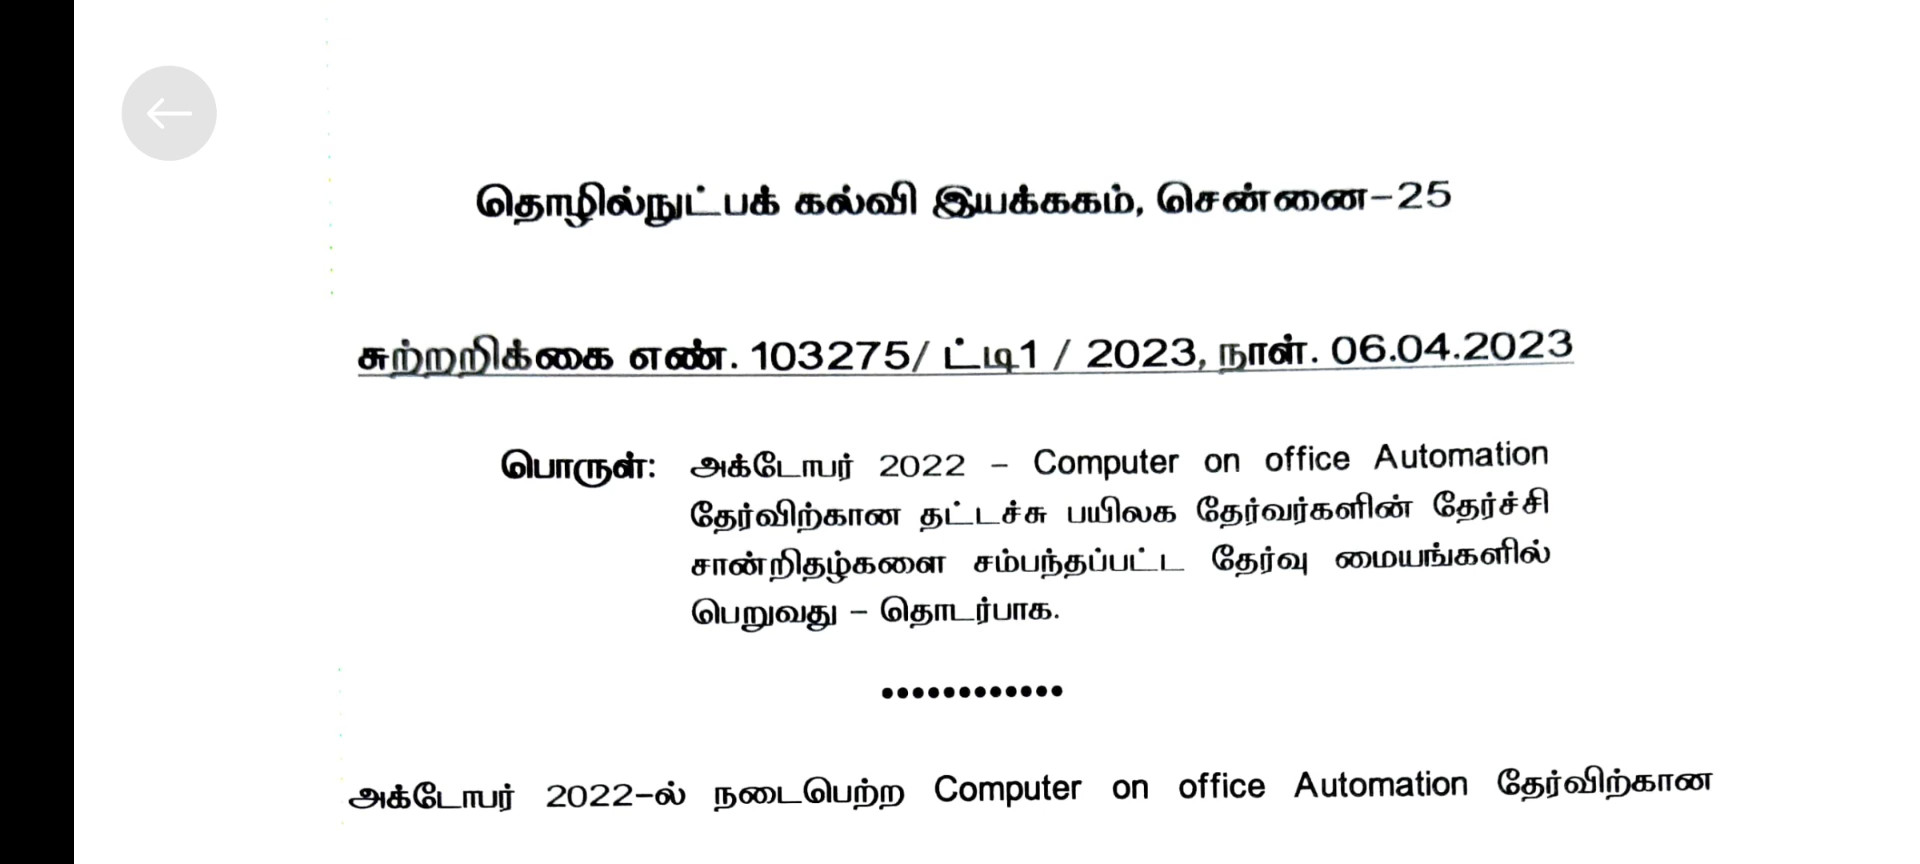 தொழில்நுட்பக் கல்வி இயக்ககம், சென்னை-25
சுற்றறிக்கை எண். 103275/ ட்டி1 / 2023, நாள். 06.04.2023
பொருள்: அக்டோபர் 2022 – Computer on office Automation
தேர்விற்கான தட்டச்சு பயிலக தேர்வர்களின் தேர்ச்சி
சான்றிதழ்களை சம்பந்தப்பட்ட தேர்வு மையங்களில்
பெறுவது – தொடர்பாக.
••••••••••••
அக்டோபர் 2022-ல் நடைபெற்ற Computer on office Automation தேர்விற்கான